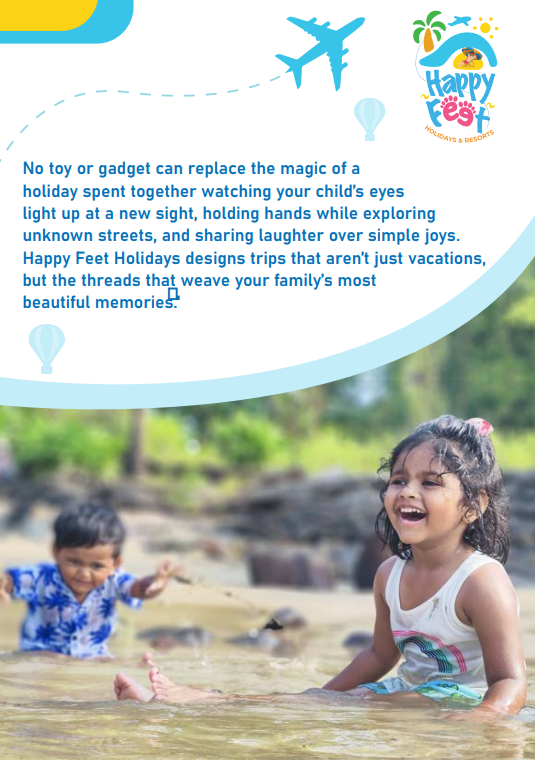 Happy
Feet
HOLIDAYS & RESORTS
No toy or gadget can replace the magic of a
holiday spent together watching your child's eyes
light up at a new sight, holding hands while exploring
unknown streets, and sharing laughter over simple joys.
Happy Feet Holidays designs trips that aren't just vacations,
but the threads that weave your family's most
beautiful memories.